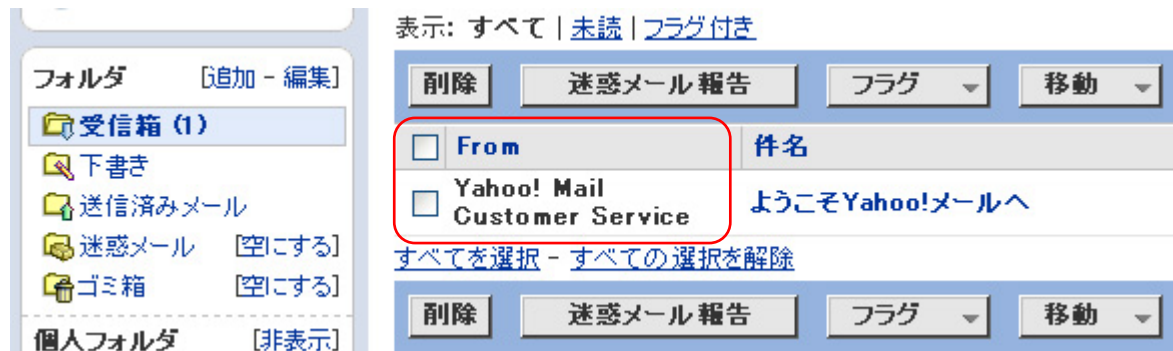 フォルダ [追加 - 編集]
受信箱 (1)
下書き
送信済みメール
迷惑メール [空にする]
ゴミ箱 [空にする]
個人フォルダ [非表示]
表示: すべて | 未読 | フラグ付き
削除 迷惑メール報告 フラグ 移動
From 件名
Yahoo! Mail
Customer Service ようこそYahoo!メールへ
すべてを選択 - すべての選択を解除
削除 迷惑メール報告 フラグ 移動